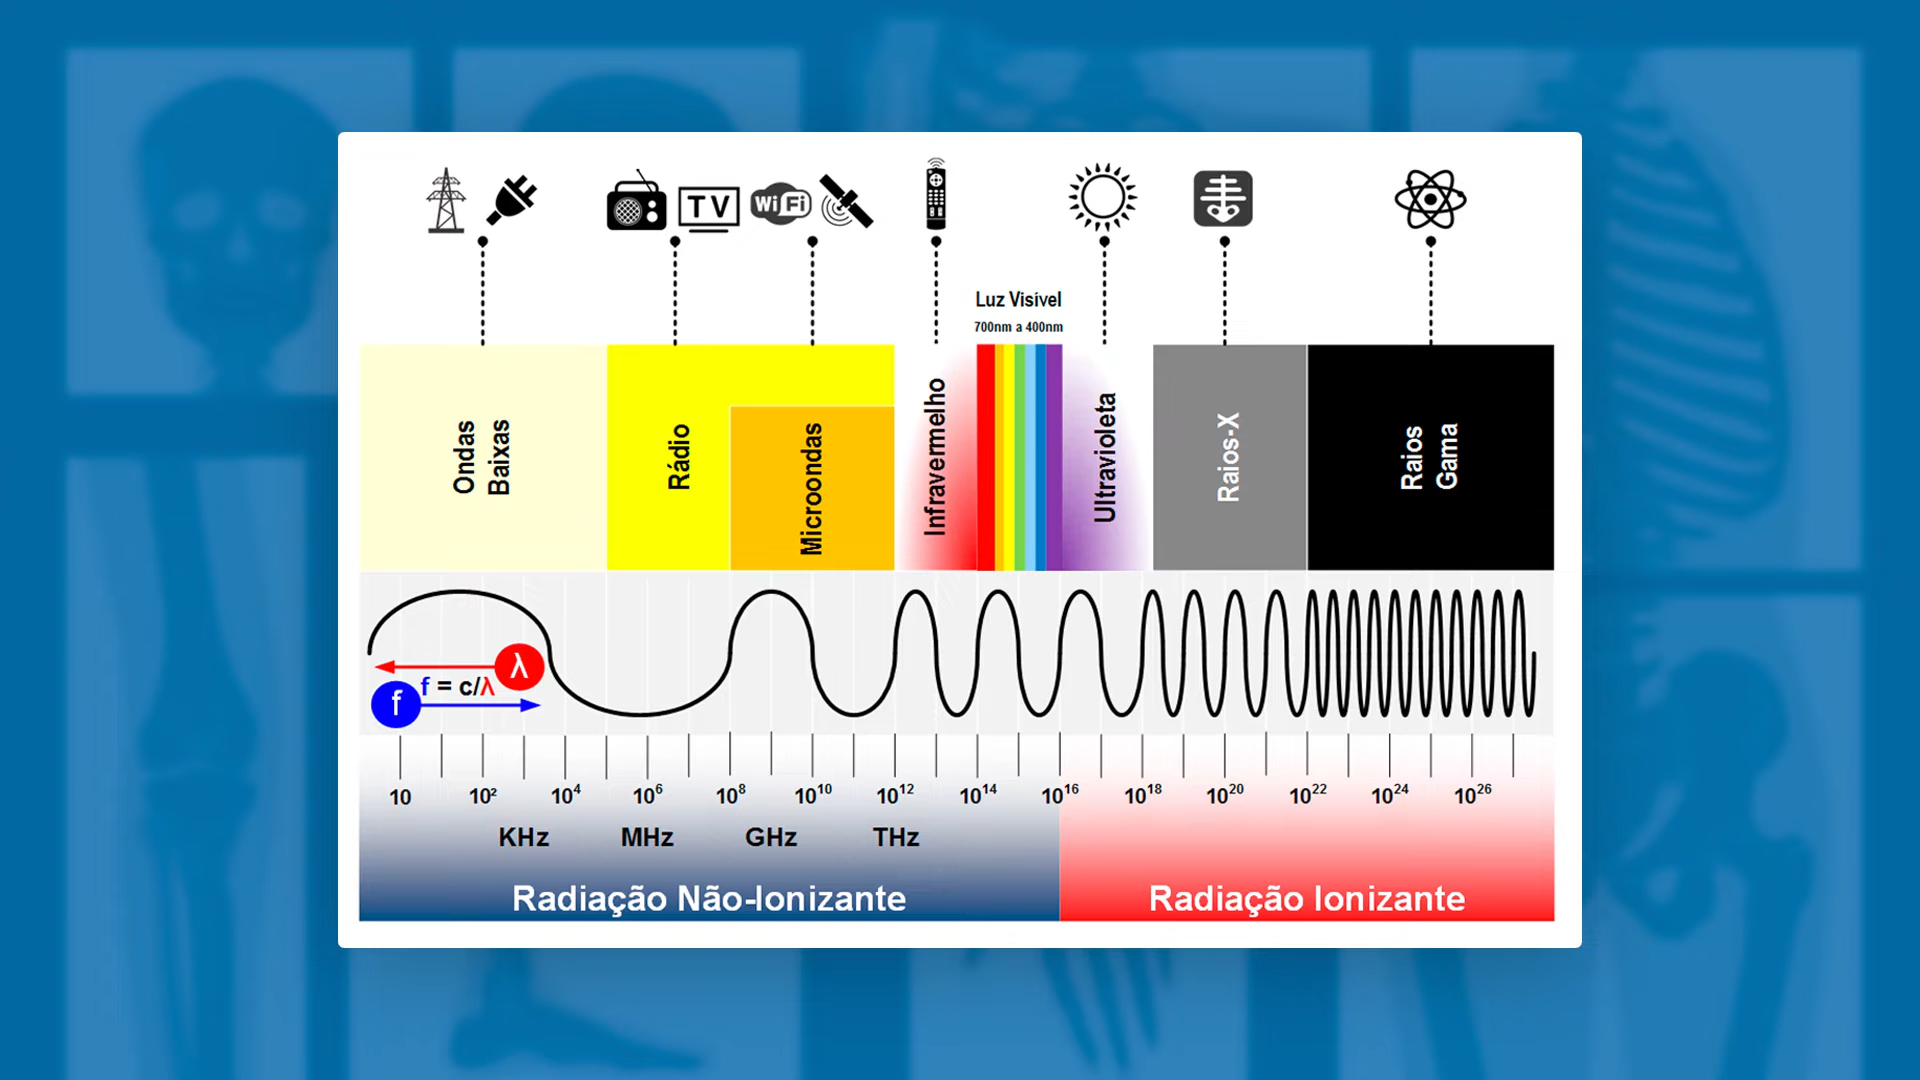 TV
WiFi
Luz Visível
700nm a 400nm
Ondas
Baixas
Rádio
Microondas
Infravermelho
Ultravioleta
Raios-X
Raios
Gama
λ
f = c/λ
f
10 10² 10⁴ 10⁶ 10⁸ 10¹⁰ 10¹² 10¹⁴ 10¹⁶ 10¹⁸ 10²⁰ 10²² 10²⁴ 10²⁶
KHz MHz GHz THz
Radiação Não-Ionizante Radiação Ionizante